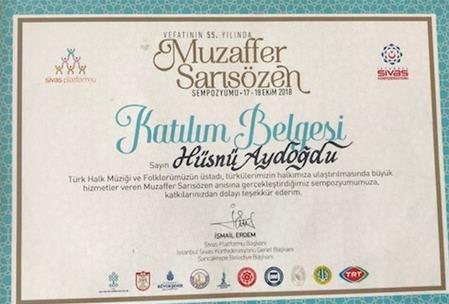 VEFATININ 55. YILINDA
Muzaffer
Sarısözen
SEMPOZYUMU • 17-18 EKİM 2018
sivas platformu
SİVAS
Katılım Belgesi
Sayın Hüsnü Aydoğdu
Türk Halk Müziği ve Folklorümüzün üstadı, türkülerimizin halkımıza ulaştırılmasında büyük
hizmetler veren Muzaffer Sarısözen anısına gerçekleştirdiğimiz sempozyumumuza,
katkılarınızdan dolayı teşekkür ederim.
İSMAİL ERDEM
Sivas Platformu Başkanı
İstanbul Sivas Konfederasyonu Genel Başkanı
Sancaktepe Belediye Başkanı
TRT